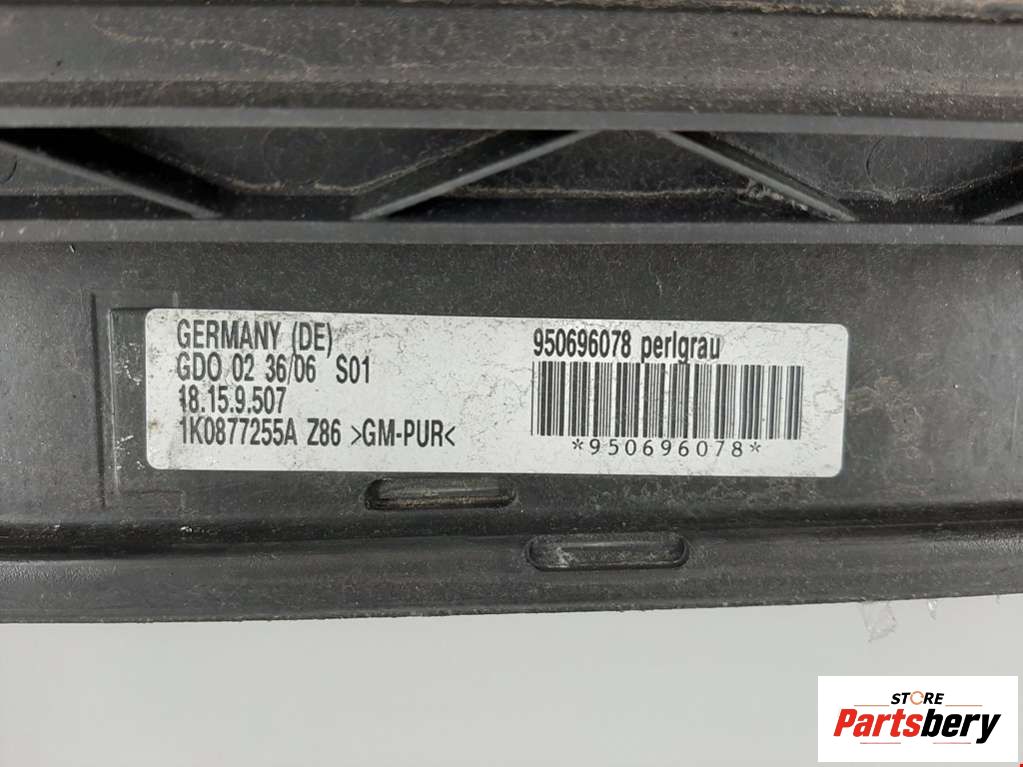 GERMANY (DE)
GDO 02 36/06 S01
18.15.9.507
1K0877255A Z86 >GM-PUR<
950696078 perlgrau
*950696078*
STORE
Partsbery